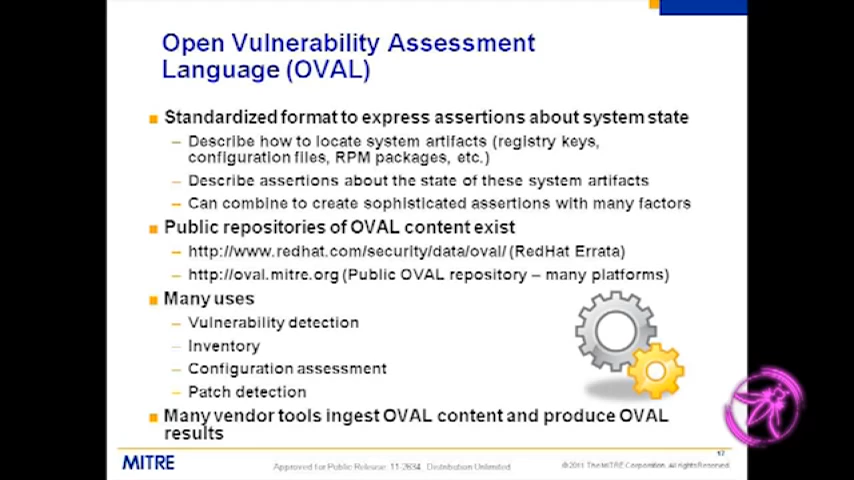 Open Vulnerability Assessment
Language (OVAL)
Standardized format to express assertions about system state
– Describe how to locate system artifacts (registry keys,
configuration files, RPM packages, etc.)
– Describe assertions about the state of these system artifacts
– Can combine to create sophisticated assertions with many factors
Public repositories of OVAL content exist
– http://www.redhat.com/security/data/oval/ (RedHat Errata)
– http://oval.mitre.org (Public OVAL repository – many platforms)
Many uses
– Vulnerability detection
– Inventory
– Configuration assessment
– Patch detection
Many vendor tools ingest OVAL content and produce OVAL
results
17
MITRE
Approved for Public Release: 11-2634. Distribution Unlimited
© 2011 The MITRE Corporation. All rights Reserved.